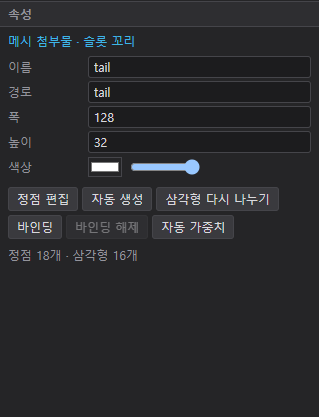 속성
메시 첨부물 · 슬롯 꼬리
이름 tail
경로 tail
폭 128
높이 32
색상
정점 편집 자동 생성 삼각형 다시 나누기
바인딩 바인딩 해제 자동 가중치
정점 18개 · 삼각형 16개